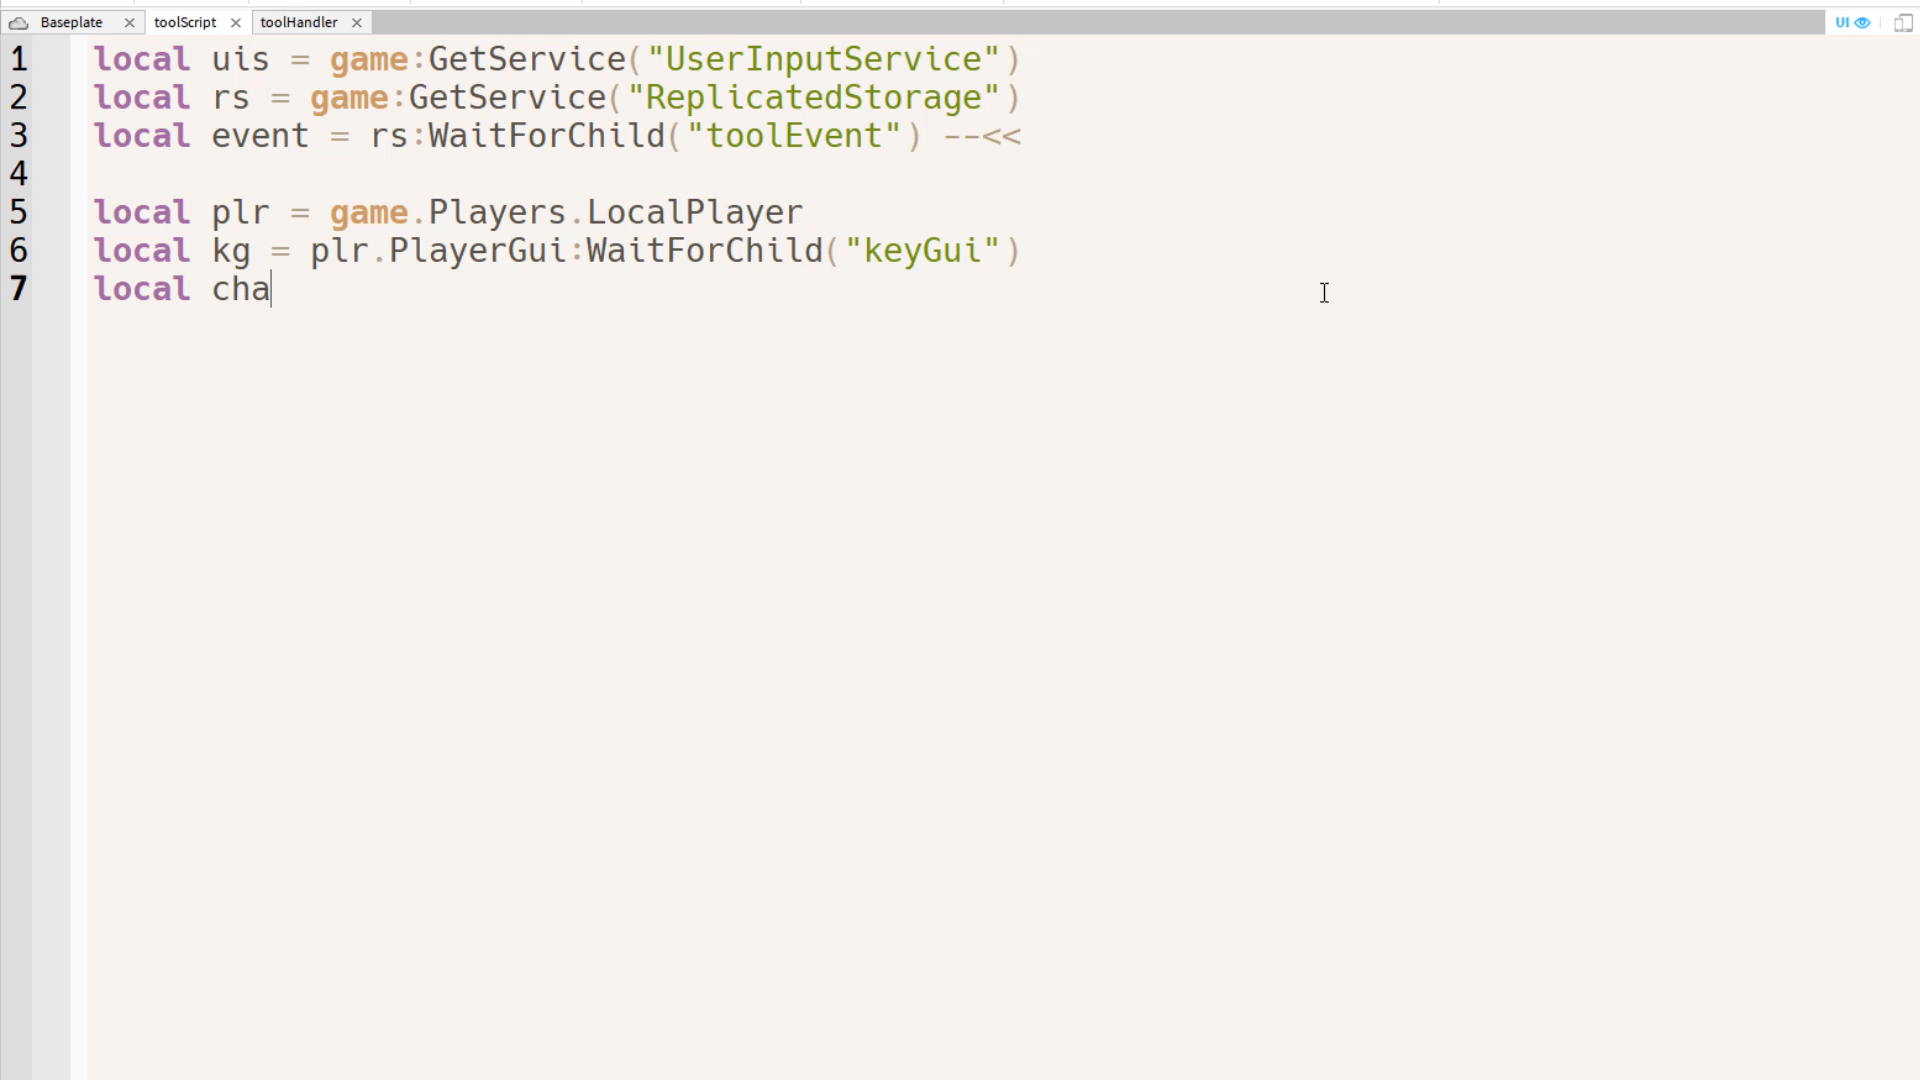 Baseplate toolScript toolHandler UI
1 local uis = game:GetService("UserInputService")
2 local rs = game:GetService("ReplicatedStorage")
3 local event = rs:WaitForChild("toolEvent") --<<
4
5 local plr = game.Players.LocalPlayer
6 local kg = plr.PlayerGui:WaitForChild("keyGui")
7 local cha